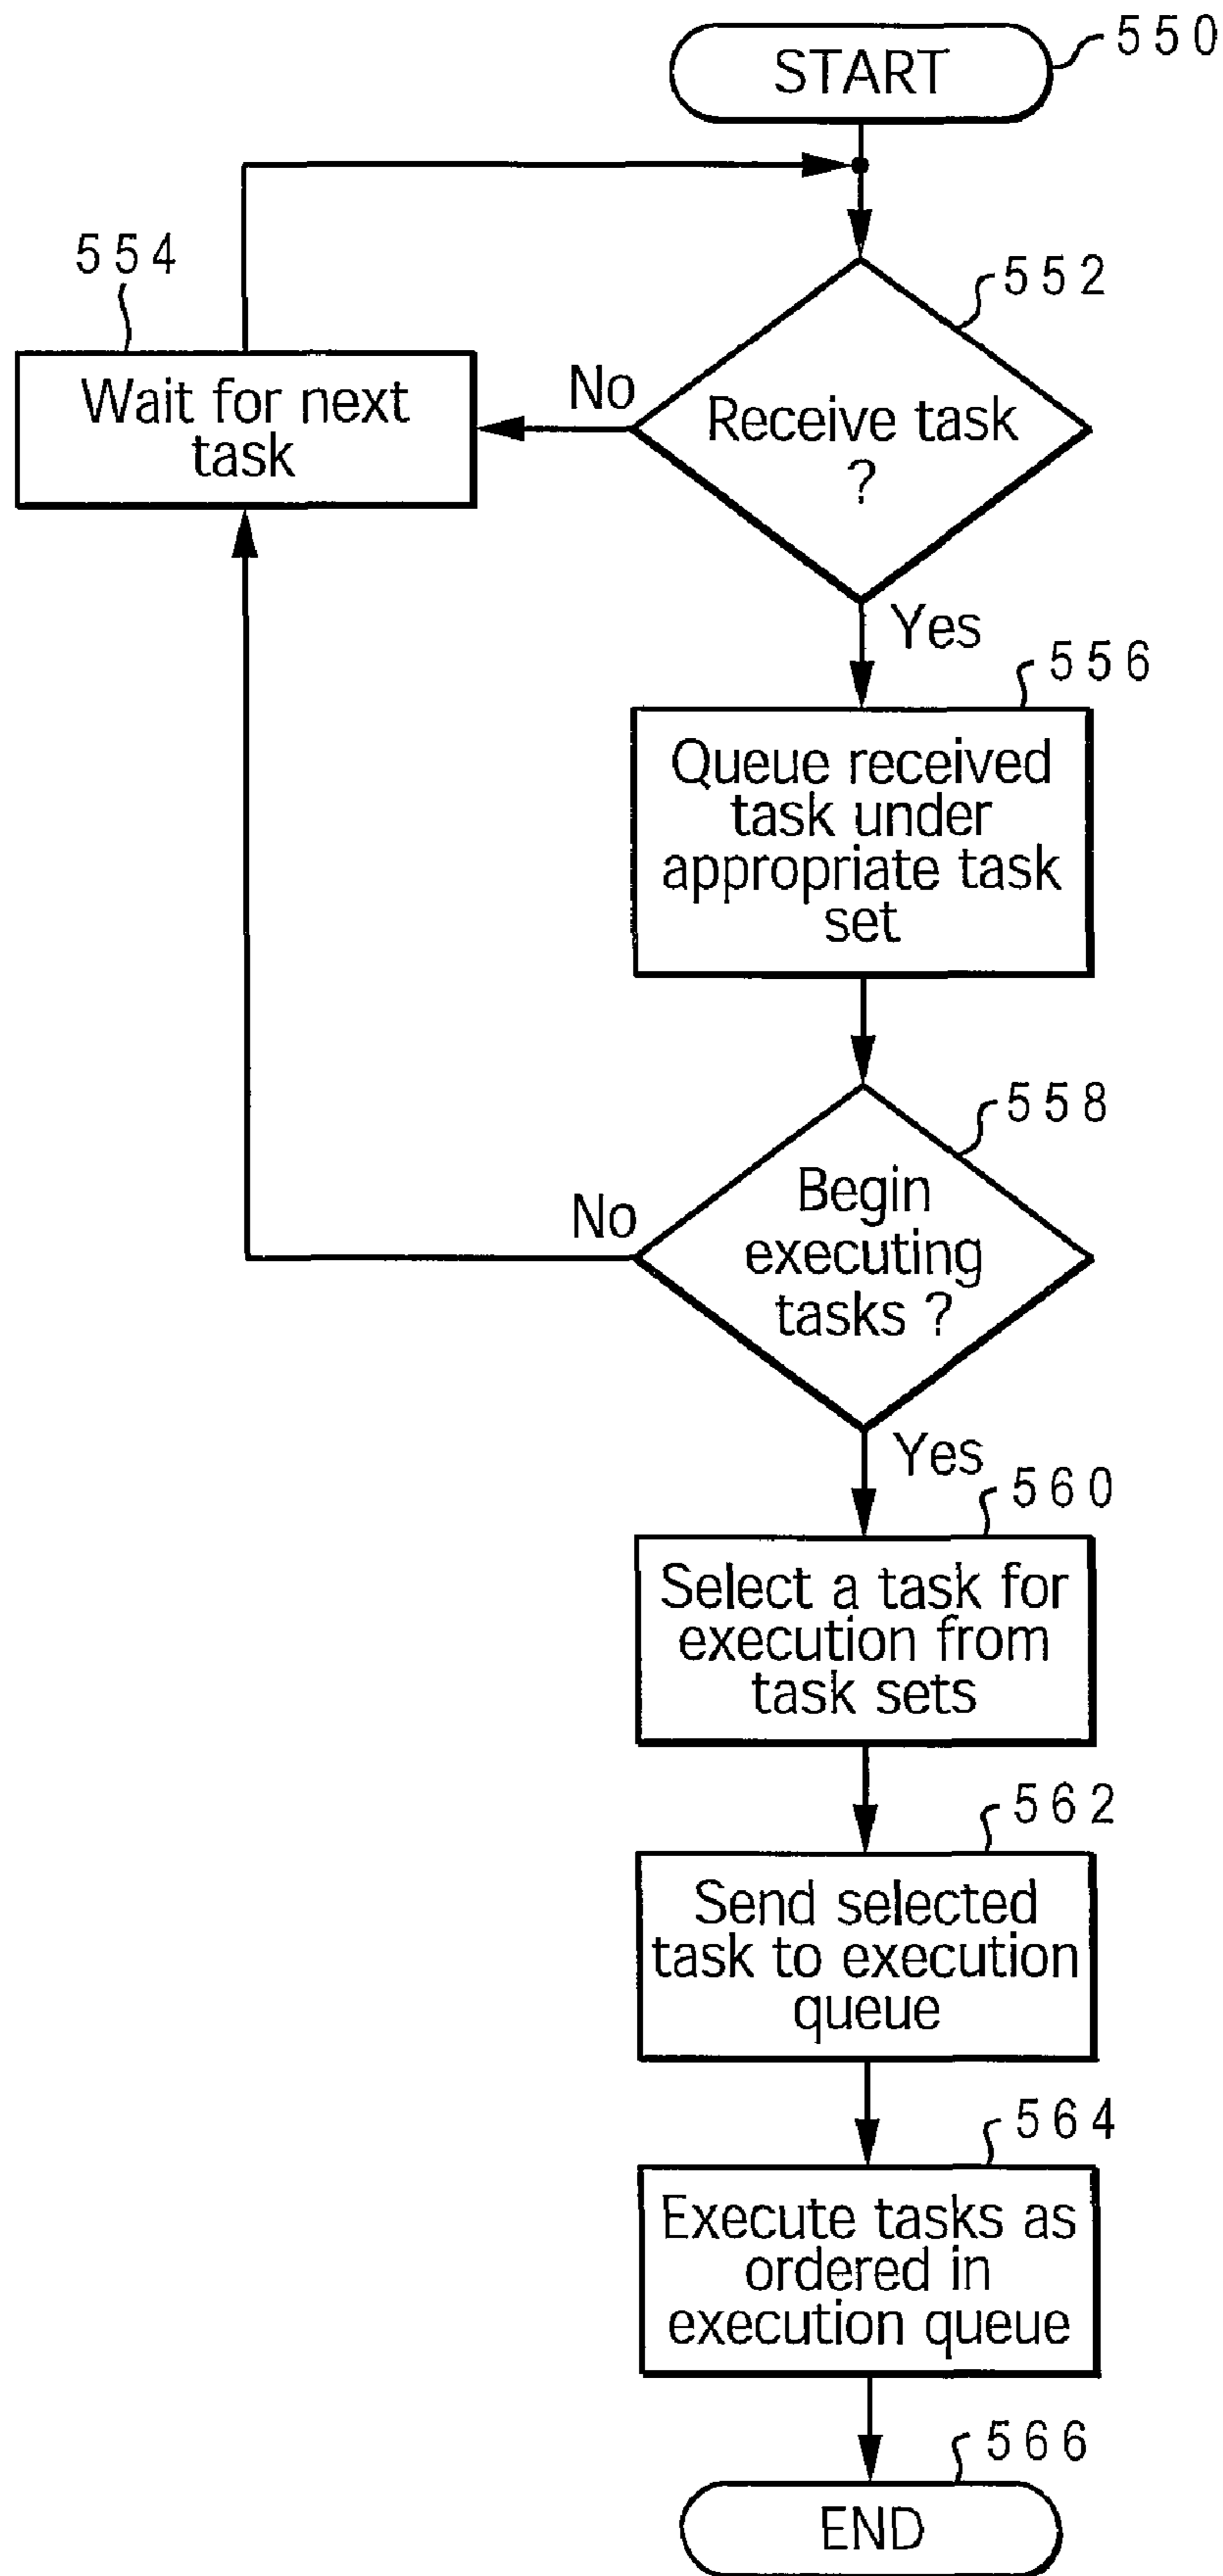 START
550
554
552
Wait for next
task
No
Receive task
?
Yes
556
Queue received
task under
appropriate task
set
558
No
Begin
executing
tasks ?
Yes
560
Select a task for
execution from
task sets
562
Send selected
task to execution
queue
564
Execute tasks as
ordered in
execution queue
566
END